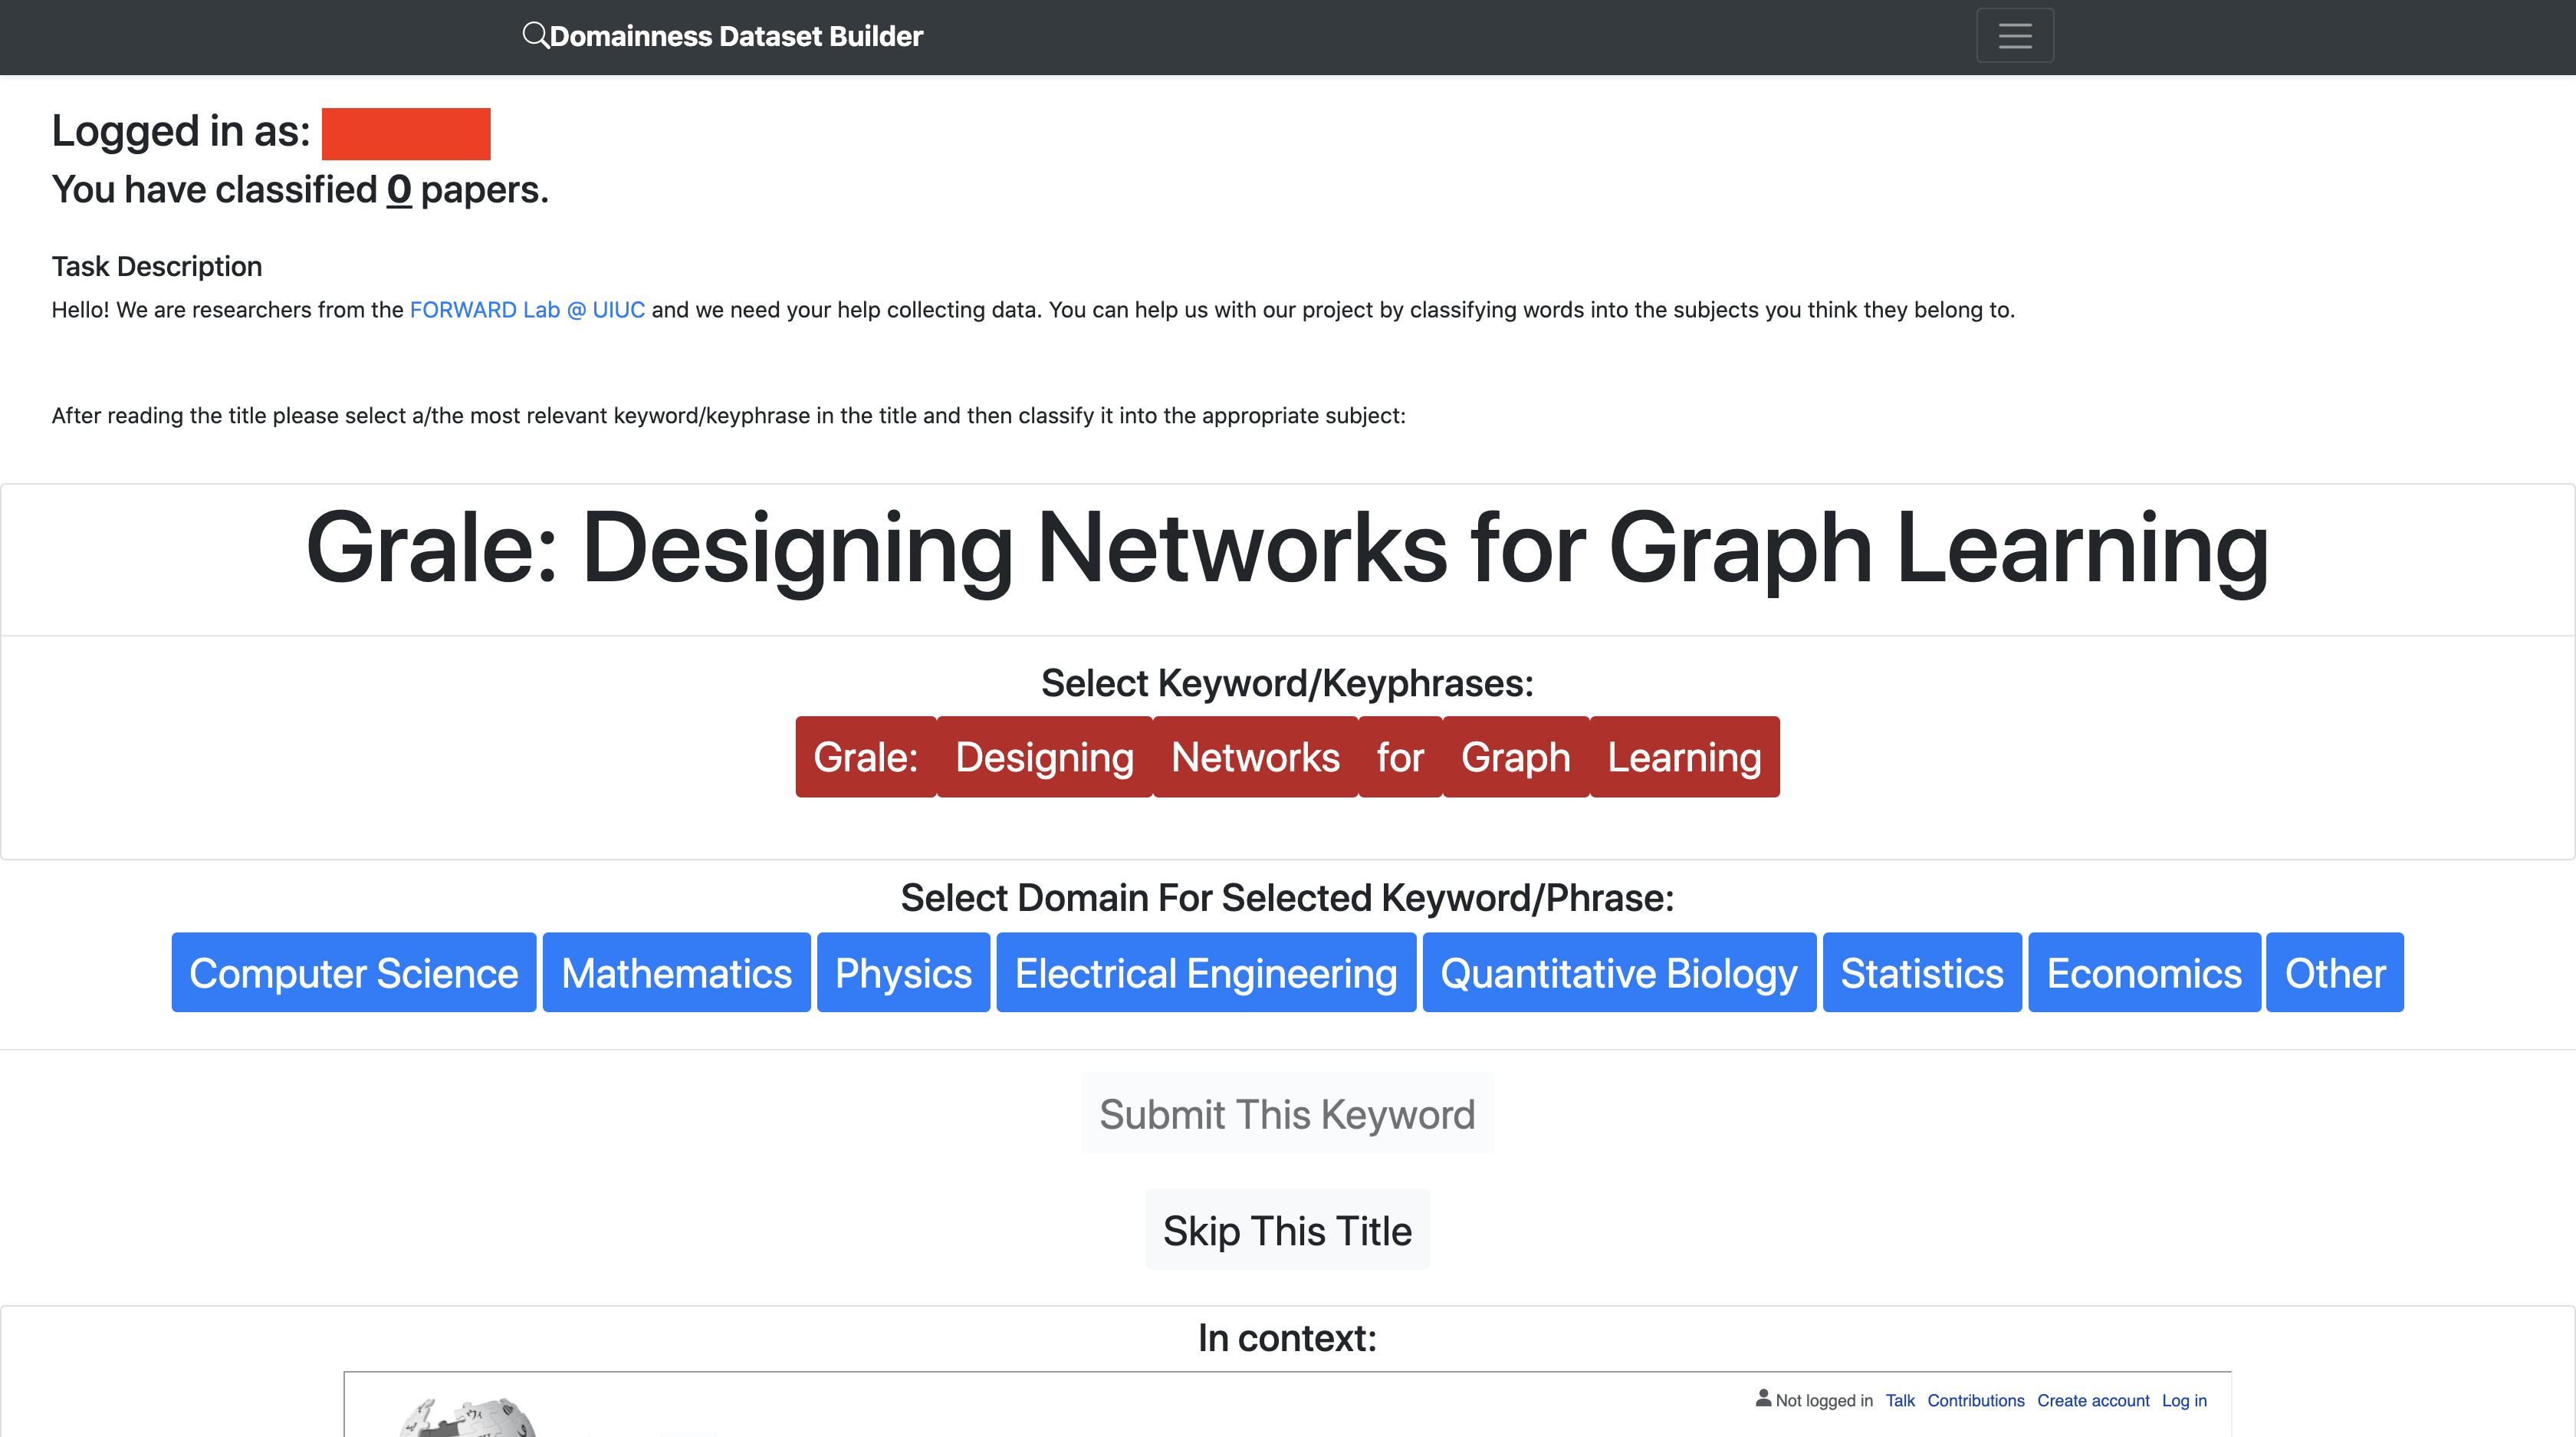 Domainness Dataset Builder
Logged in as:
You have classified 0 papers.
Task Description
Hello! We are researchers from the FORWARD Lab @ UIUC and we need your help collecting data. You can help us with our project by classifying words into the subjects you think they belong to.
After reading the title please select a/the most relevant keyword/keyphrase in the title and then classify it into the appropriate subject:
Grale: Designing Networks for Graph Learning
Select Keyword/Keyphrases:
Grale: Designing Networks for Graph Learning
Select Domain For Selected Keyword/Phrase:
Computer Science Mathematics Physics Electrical Engineering Quantitative Biology Statistics Economics Other
Submit This Keyword
Skip This Title
In context:
Not logged in Talk Contributions Create account Log in